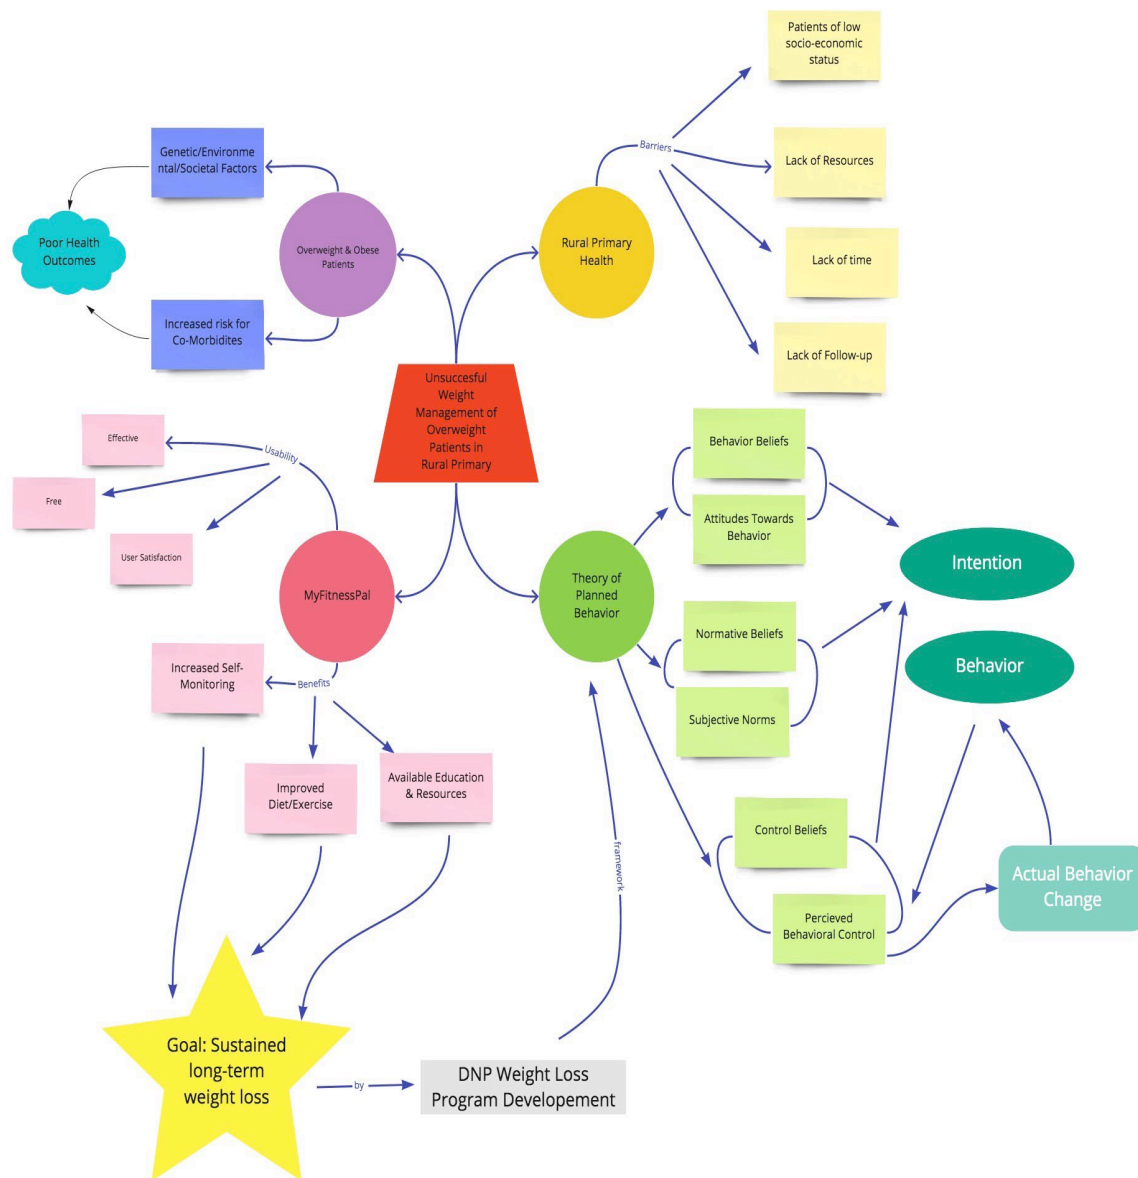 Patients of low
socio-economic
status
Genetic/Environme
ntal/Societal Factors
Barriers
Lack of Resources
Poor Health
Outcomes
Overweight & Obese
Patients
Rural Primary
Health
Lack of time
Increased risk for
Co-Morbidites
Lack of Follow-up
Unsuccesful
Weight
Management of
Overweight
Patients in
Rural Primary
Effective
Usability
Free
User Satisfaction
Behavior Beliefs
Attitudes Towards
Behavior
Intention
MyFitnessPal
Theory of
Planned
Behavior
Normative Beliefs
Behavior
Increased Self-
Monitoring
Benefits
Subjective Norms
Improved
Diet/Exercise
Available Education
& Resources
framework
Control Beliefs
Actual Behavior
Change
Percieved
Behavioral Control
Goal: Sustained
long-term
weight loss
by
DNP Weight Loss
Program Developement